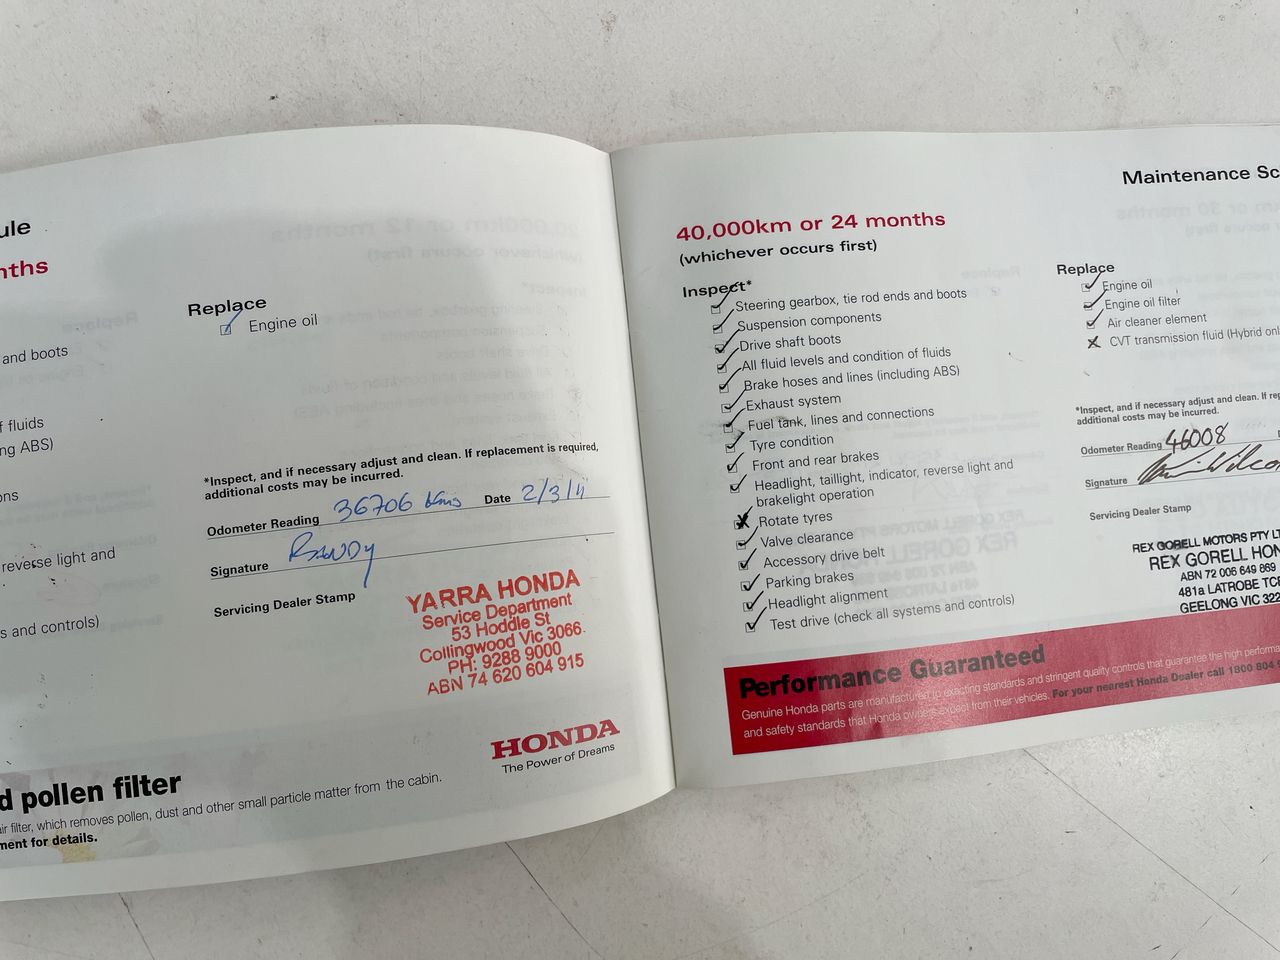 ule
nths
Replace
Engine oil
and boots
f fluids
ng ABS)
ons
reverse light and
s and controls)
*Inspect, and if necessary adjust and clean. If replacement is required,
additional costs may be incurred.
Odometer Reading 36706 kms Date 2/3/11
Signature RANDY
Servicing Dealer Stamp
YARRA HONDA
Service Department
53 Hoddle St
Collingwood Vic 3066.
PH: 9288 9000
ABN 74 620 604 915
HONDA
The Power of Dreams
d pollen filter
ir filter, which removes pollen, dust and other small particle matter from the cabin.
ment for details.
Maintenance Sc
40,000km or 24 months
(whichever occurs first)
Inspect*
Steering gearbox, tie rod ends and boots
Suspension components
Drive shaft boots
All fluid levels and condition of fluids
Brake hoses and lines (including ABS)
Exhaust system
Fuel tank, lines and connections
Tyre condition
Front and rear brakes
Headlight, taillight, indicator, reverse light and
brakelight operation
Rotate tyres
Valve clearance
Accessory drive belt
Parking brakes
Headlight alignment
Test drive (check all systems and controls)
Replace
Engine oil
Engine oil filter
Air cleaner element
CVT transmission fluid (Hybrid onl
*Inspect, and if necessary adjust and clean. If rep
additional costs may be incurred.
Odometer Reading 46008
Signature
Servicing Dealer Stamp
REX GORELL MOTORS PTY LT
REX GORELL HON
ABN 72 006 649 869
481a LATROBE TCE
GEELONG VIC 322
Performance Guaranteed
Genuine Honda parts are manufactured to exacting standards and stringent quality controls that guarantee the high performa
and safety standards that Honda owners expect from their vehicles. For your nearest Honda Dealer call 1800 804